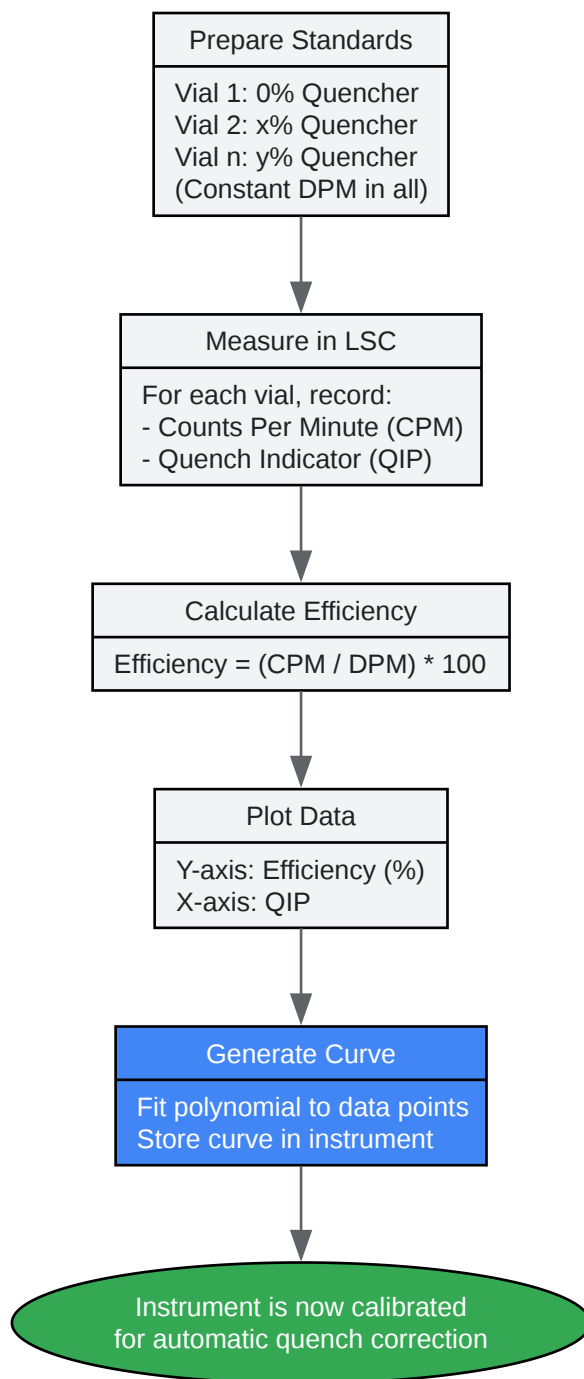 Prepare Standards
Vial 1: 0% Quencher
Vial 2: x% Quencher
Vial n: y% Quencher
(Constant DPM in all)
Measure in LSC
For each vial, record:
- Counts Per Minute (CPM)
- Quench Indicator (QIP)
Calculate Efficiency
Efficiency = (CPM / DPM) * 100
Plot Data
Y-axis: Efficiency (%)
X-axis: QIP
Generate Curve
Fit polynomial to data points
Store curve in instrument
Instrument is now calibrated
for automatic quench correction